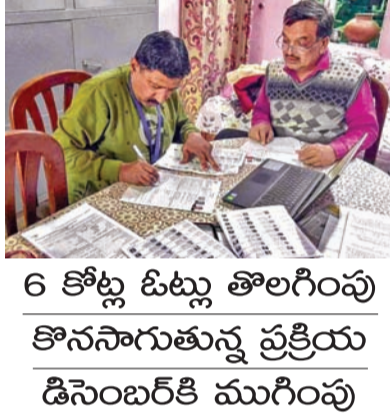 6 కోట్ల ఓట్లు తొలగింపు
కొనసాగుతున్న ప్రక్రియ
డిసెంబర్‌కి ముగింపు